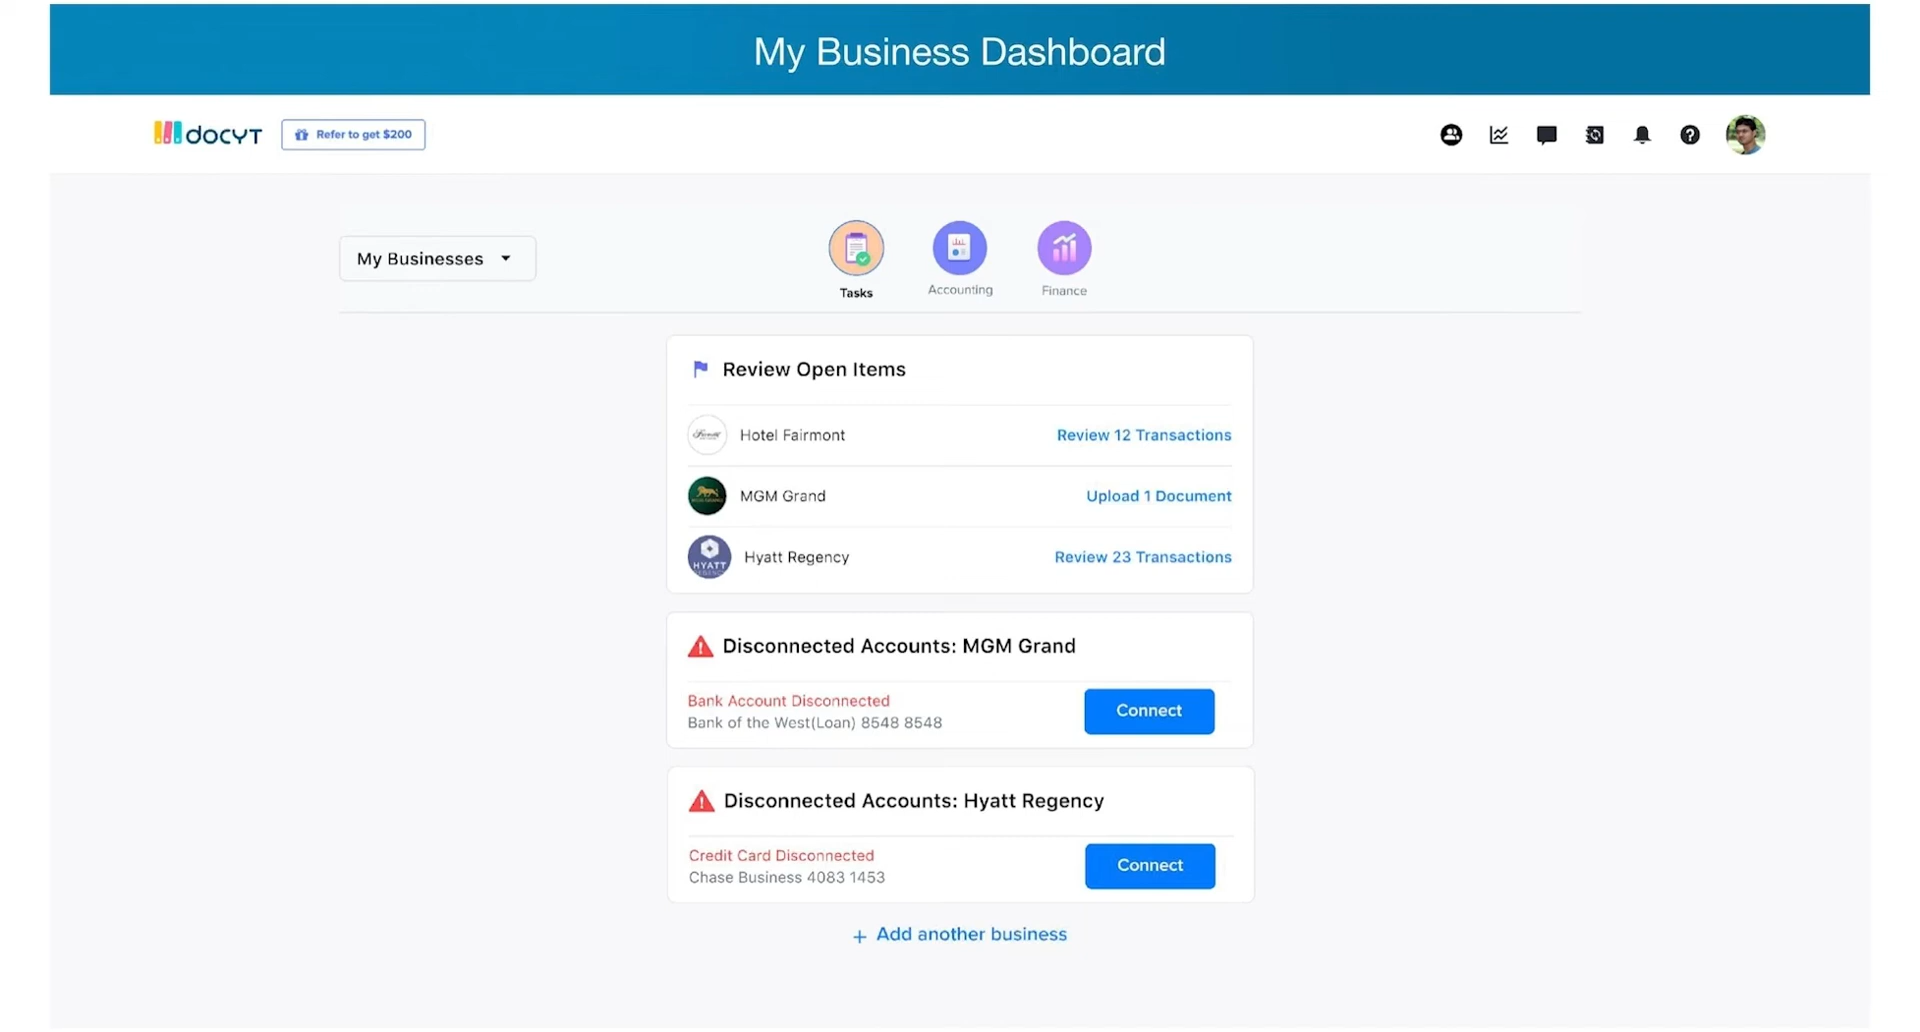 My Business Dashboard
docyt
Refer to get $200
My Businesses
Tasks
Accounting
Finance
Review Open Items
Hotel Fairmont
Review 12 Transactions
MGM Grand
Upload 1 Document
HYATT
Hyatt Regency
Review 23 Transactions
Disconnected Accounts: MGM Grand
Bank Account Disconnected
Bank of the West(Loan) 8548 8548
Connect
Disconnected Accounts: Hyatt Regency
Credit Card Disconnected
Chase Business 4083 1453
Connect
+ Add another business